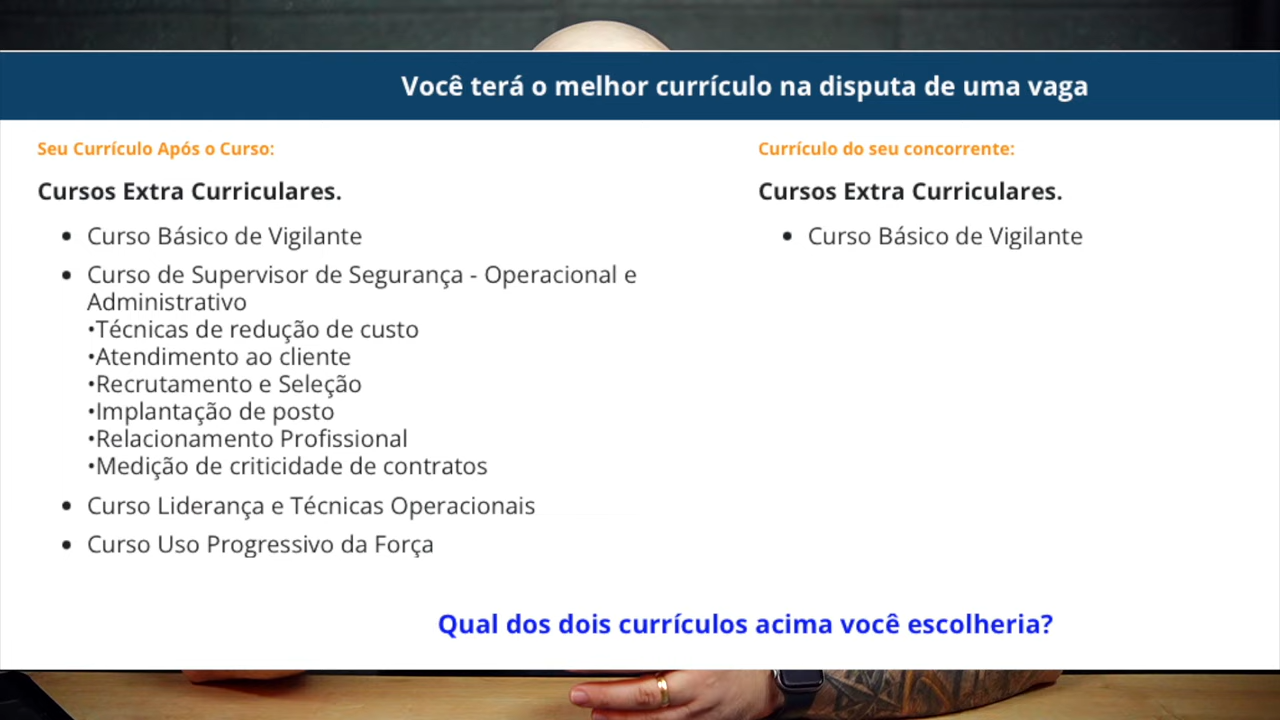 Você terá o melhor currículo na disputa de uma vaga
Seu Currículo Após o Curso:
Cursos Extra Curriculares.
• Curso Básico de Vigilante
• Curso de Supervisor de Segurança - Operacional e
Administrativo
•Técnicas de redução de custo
•Atendimento ao cliente
•Recrutamento e Seleção
•Implantação de posto
•Relacionamento Profissional
•Medição de criticidade de contratos
• Curso Liderança e Técnicas Operacionais
• Curso Uso Progressivo da Força
Currículo do seu concorrente:
Cursos Extra Curriculares.
• Curso Básico de Vigilante
Qual dos dois currículos acima você escolheria?